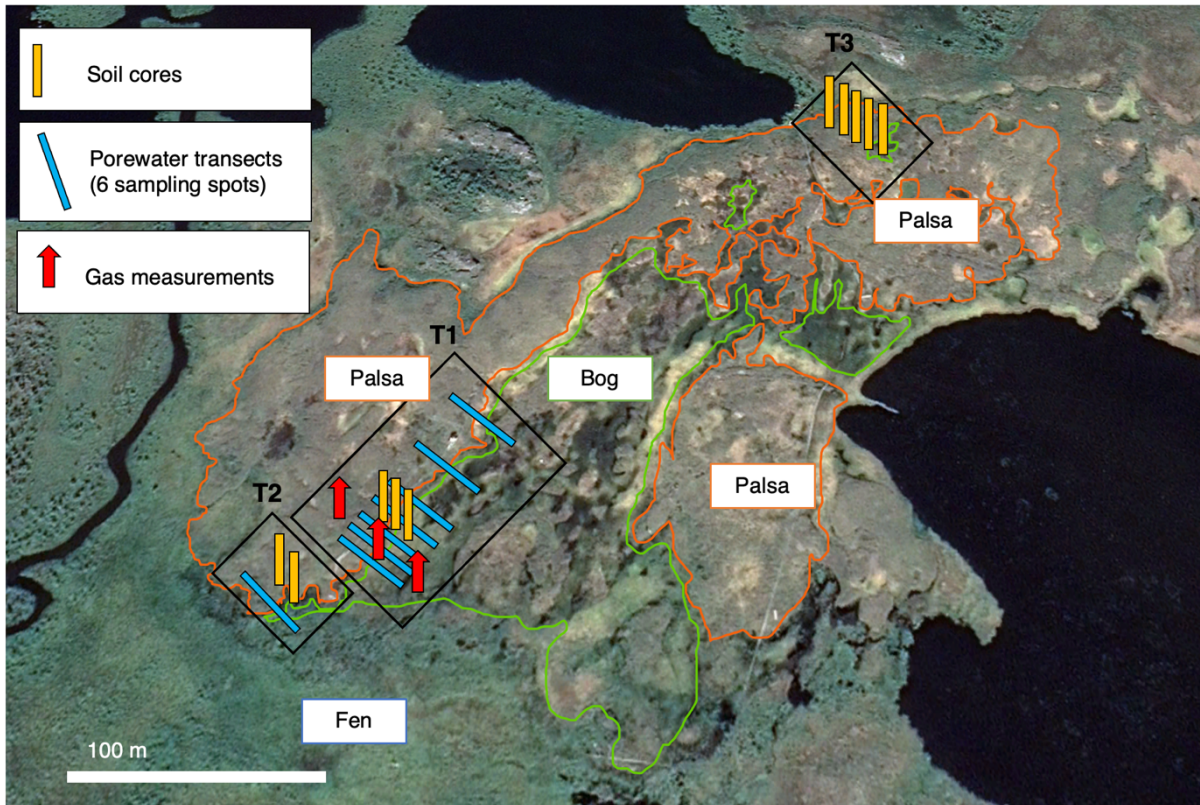 Soil cores
Porewater transects
(6 sampling spots)
Gas measurements
T3
Palsa
T1
Palsa
Bog
Palsa
T2
Fen
100 m